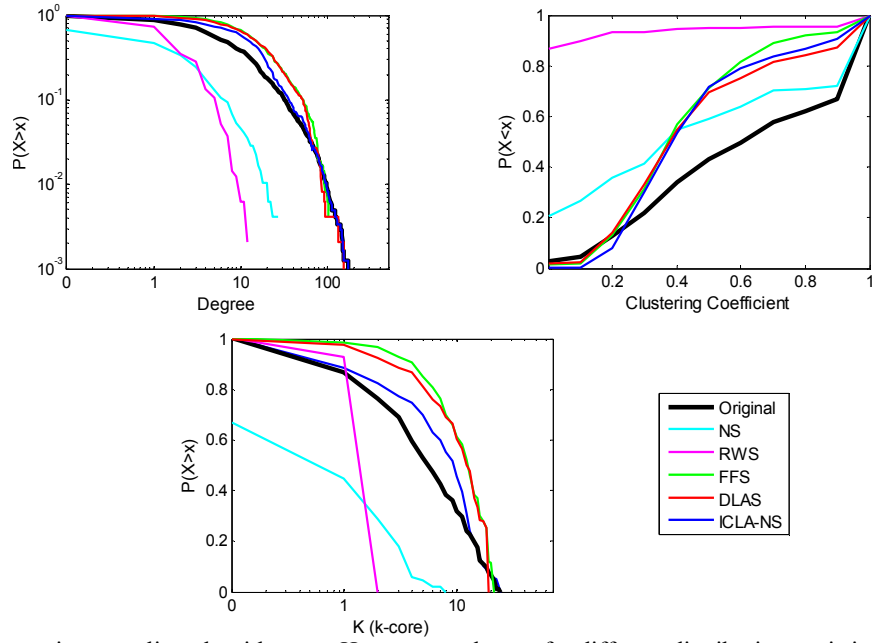 10^0
10^-1
10^-2
10^-3
P(X>x)
0 1 10 100
Degree
1
0.8
0.6
0.4
0.2
0
P(X<x)
0.2 0.4 0.6 0.8 1
Clustering Coefficient
1
0.8
0.6
0.4
0.2
0
P(X>x)
0 1 10
K (k-core)
Original
NS
RWS
FFS
DLAS
ICLA-NS